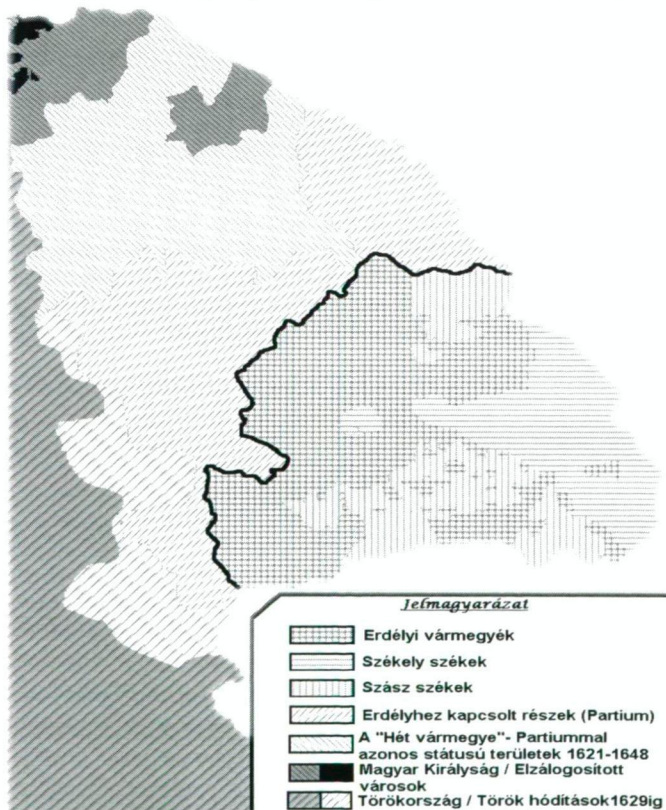 Jelmagyarázat
Erdélyi vármegyék
Székely székek
Szász székek
Erdélyhez kapcsolt részek (Partium)
A "Hét vármegye"- Partiummal
azonos státusú területek 1621-1648
Magyar Királyság / Elzálogosított
városok
Törökország / Török hódítások1629ig